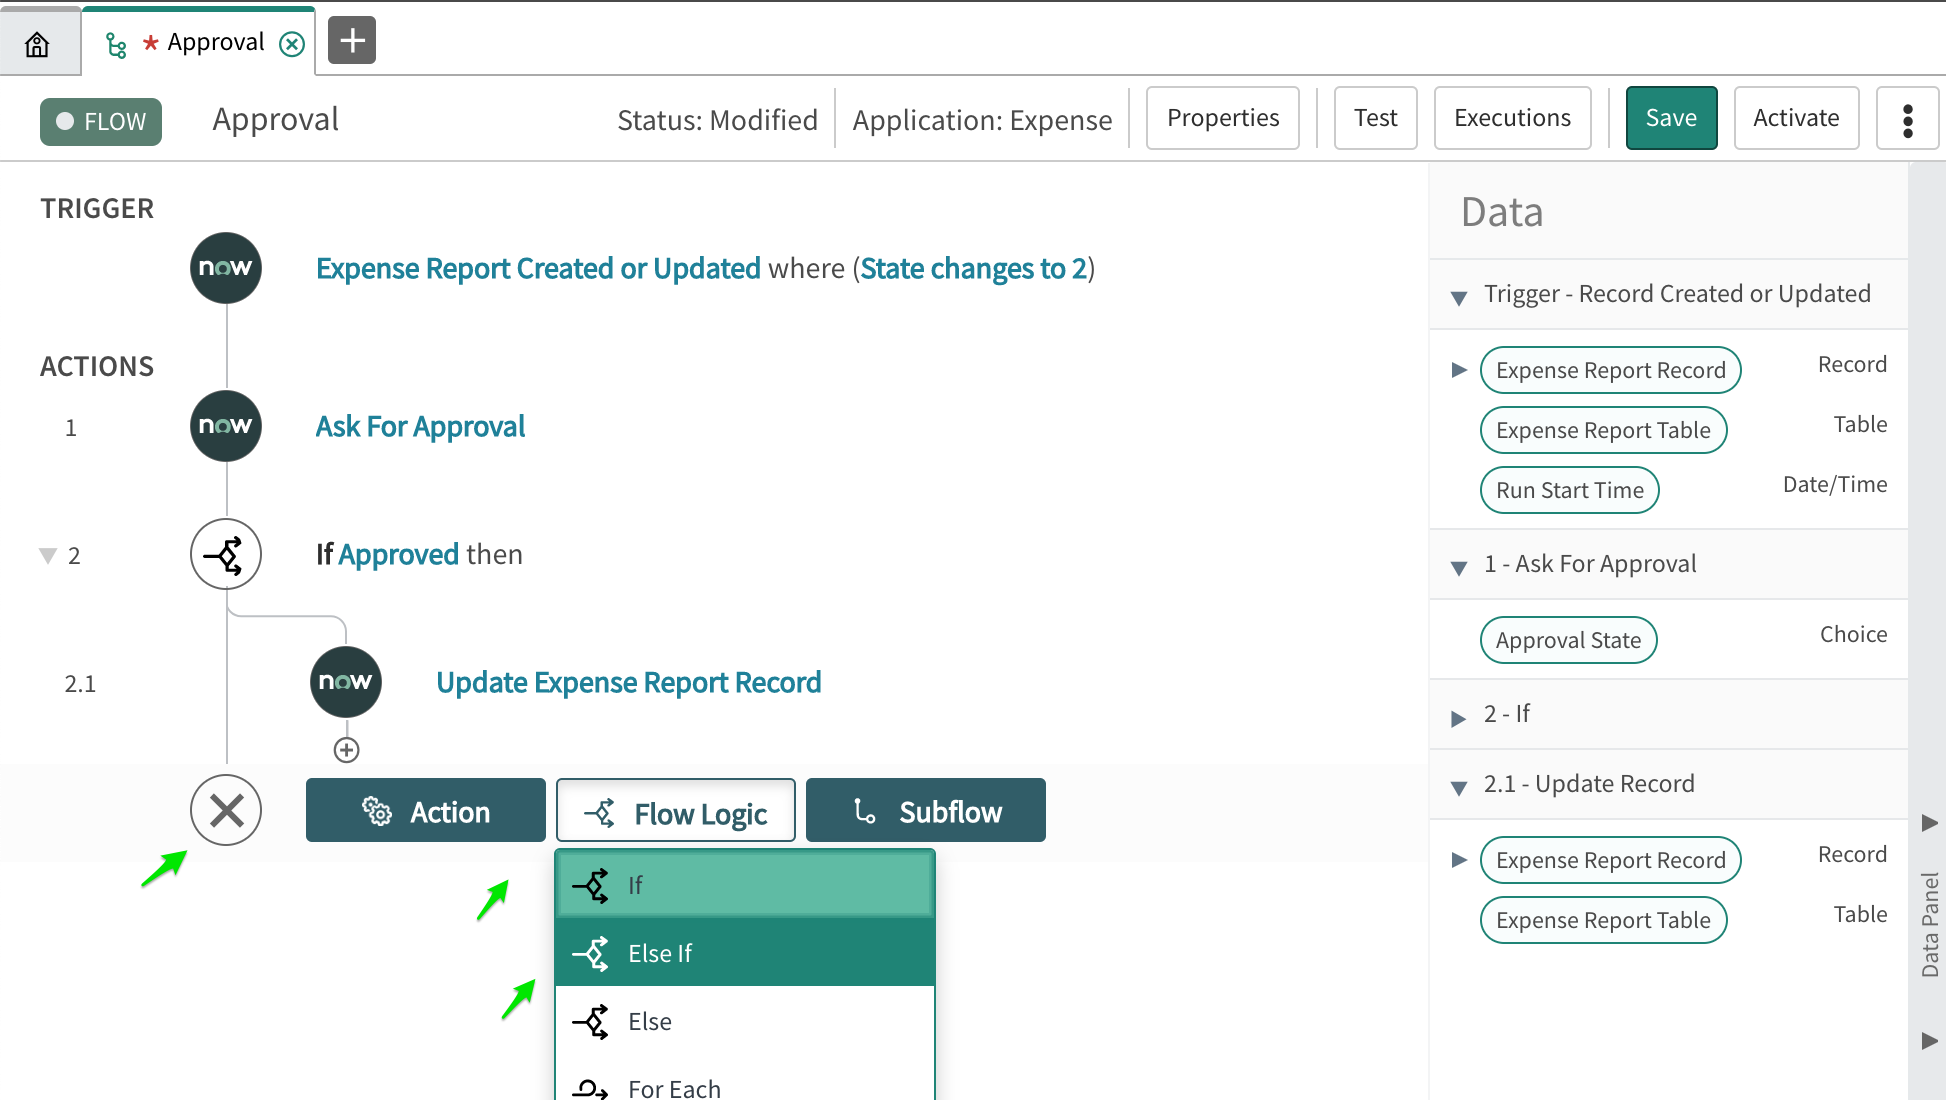 * Approval
FLOW
Approval
Status: Modified
Application: Expense
Properties
Test
Executions
Save
Activate
TRIGGER
now
Expense Report Created or Updated where (State changes to 2)
ACTIONS
1
now
Ask For Approval
2
If Approved then
2.1
now
Update Expense Report Record
Action
Flow Logic
Subflow
If
Else If
Else
For Each
Data
Trigger - Record Created or Updated
Expense Report Record
Record
Expense Report Table
Table
Run Start Time
Date/Time
1 - Ask For Approval
Approval State
Choice
2 - If
2.1 - Update Record
Expense Report Record
Record
Expense Report Table
Table
Data Panel